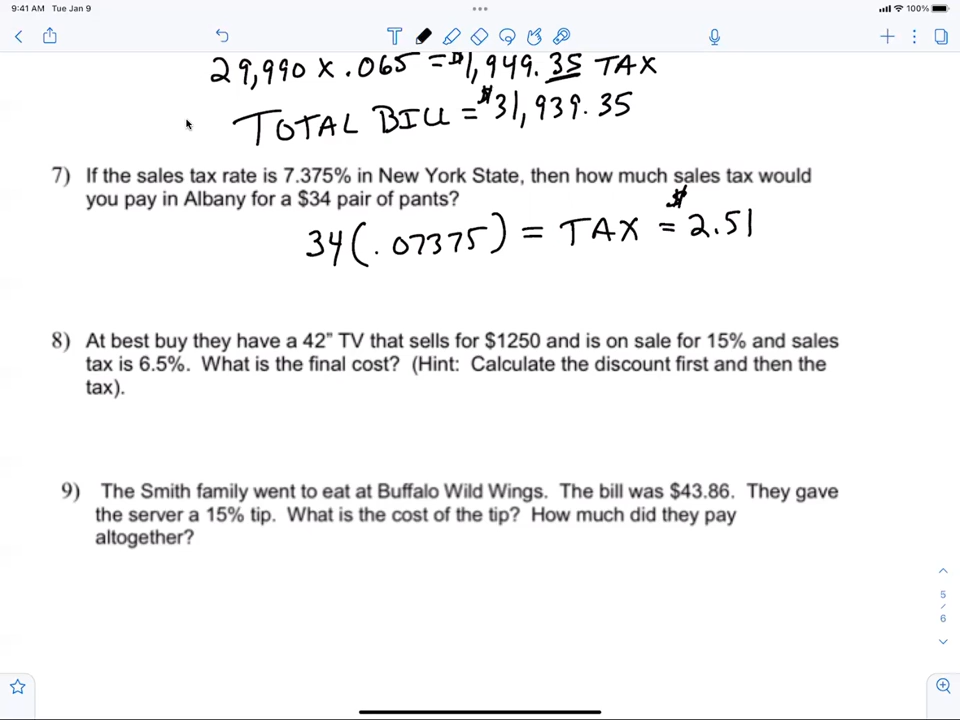 9:41 AM Tue Jan 9
100%
29,990 x .065 = $1,949.35 TAX
TOTAL BILL = $31,939.35
7) If the sales tax rate is 7.375% in New York State, then how much sales tax would
you pay in Albany for a $34 pair of pants?
34(.07375) = TAX = $2.51
8) At best buy they have a 42” TV that sells for $1250 and is on sale for 15% and sales
tax is 6.5%. What is the final cost? (Hint: Calculate the discount first and then the
tax).
9) The Smith family went to eat at Buffalo Wild Wings. The bill was $43.86. They gave
the server a 15% tip. What is the cost of the tip? How much did they pay
altogether?
5
/
6